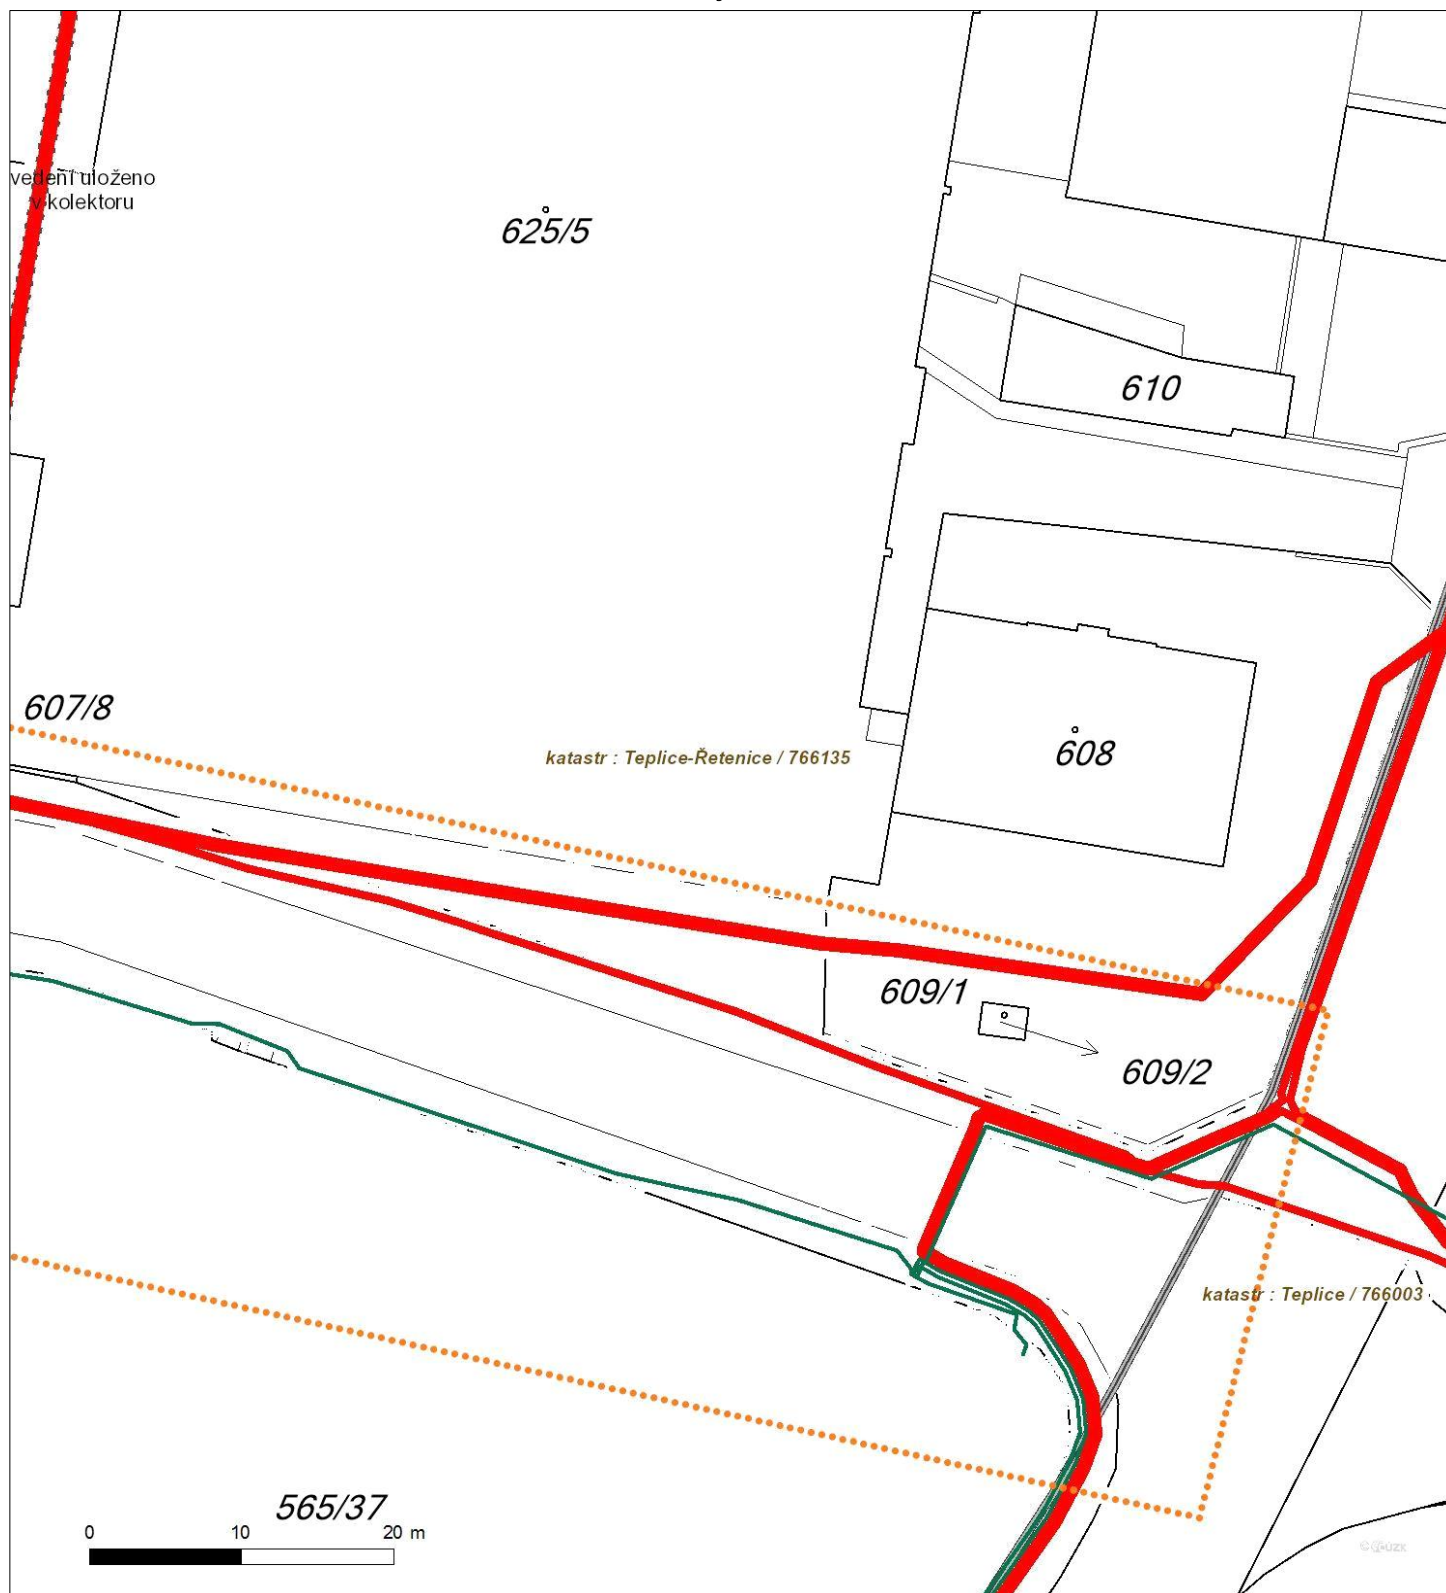 vedení uloženo
v kolektoru
625/5
610
607/8
katastr : Teplice-Řetenice / 766135
608
609/1
609/2
katastr : Teplice / 766003
565/37
0 10 20 m